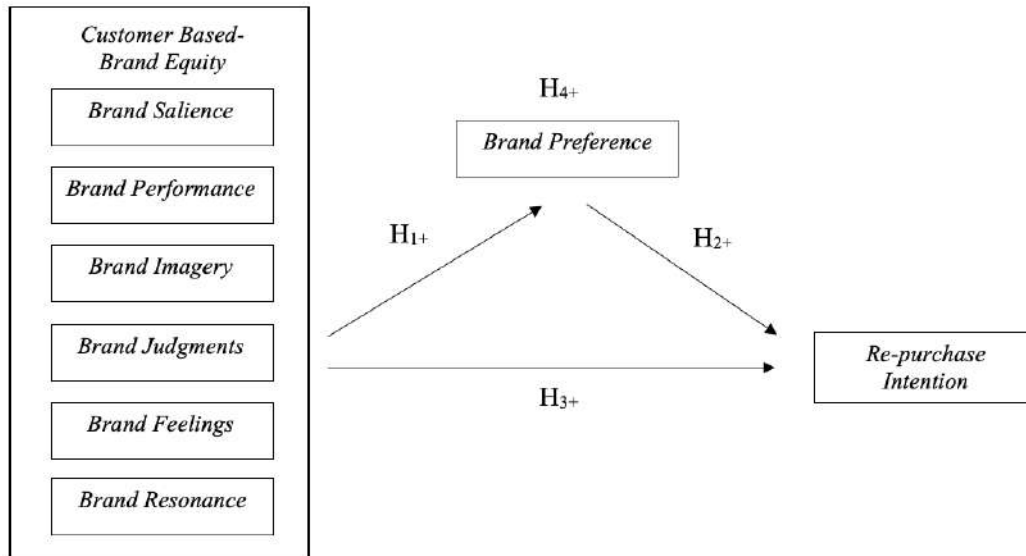 Customer Based-
Brand Equity
Brand Salience
Brand Performance
Brand Imagery
Brand Judgments
Brand Feelings
Brand Resonance
H1+
H4+
Brand Preference
H2+
H3+
Re-purchase
Intention